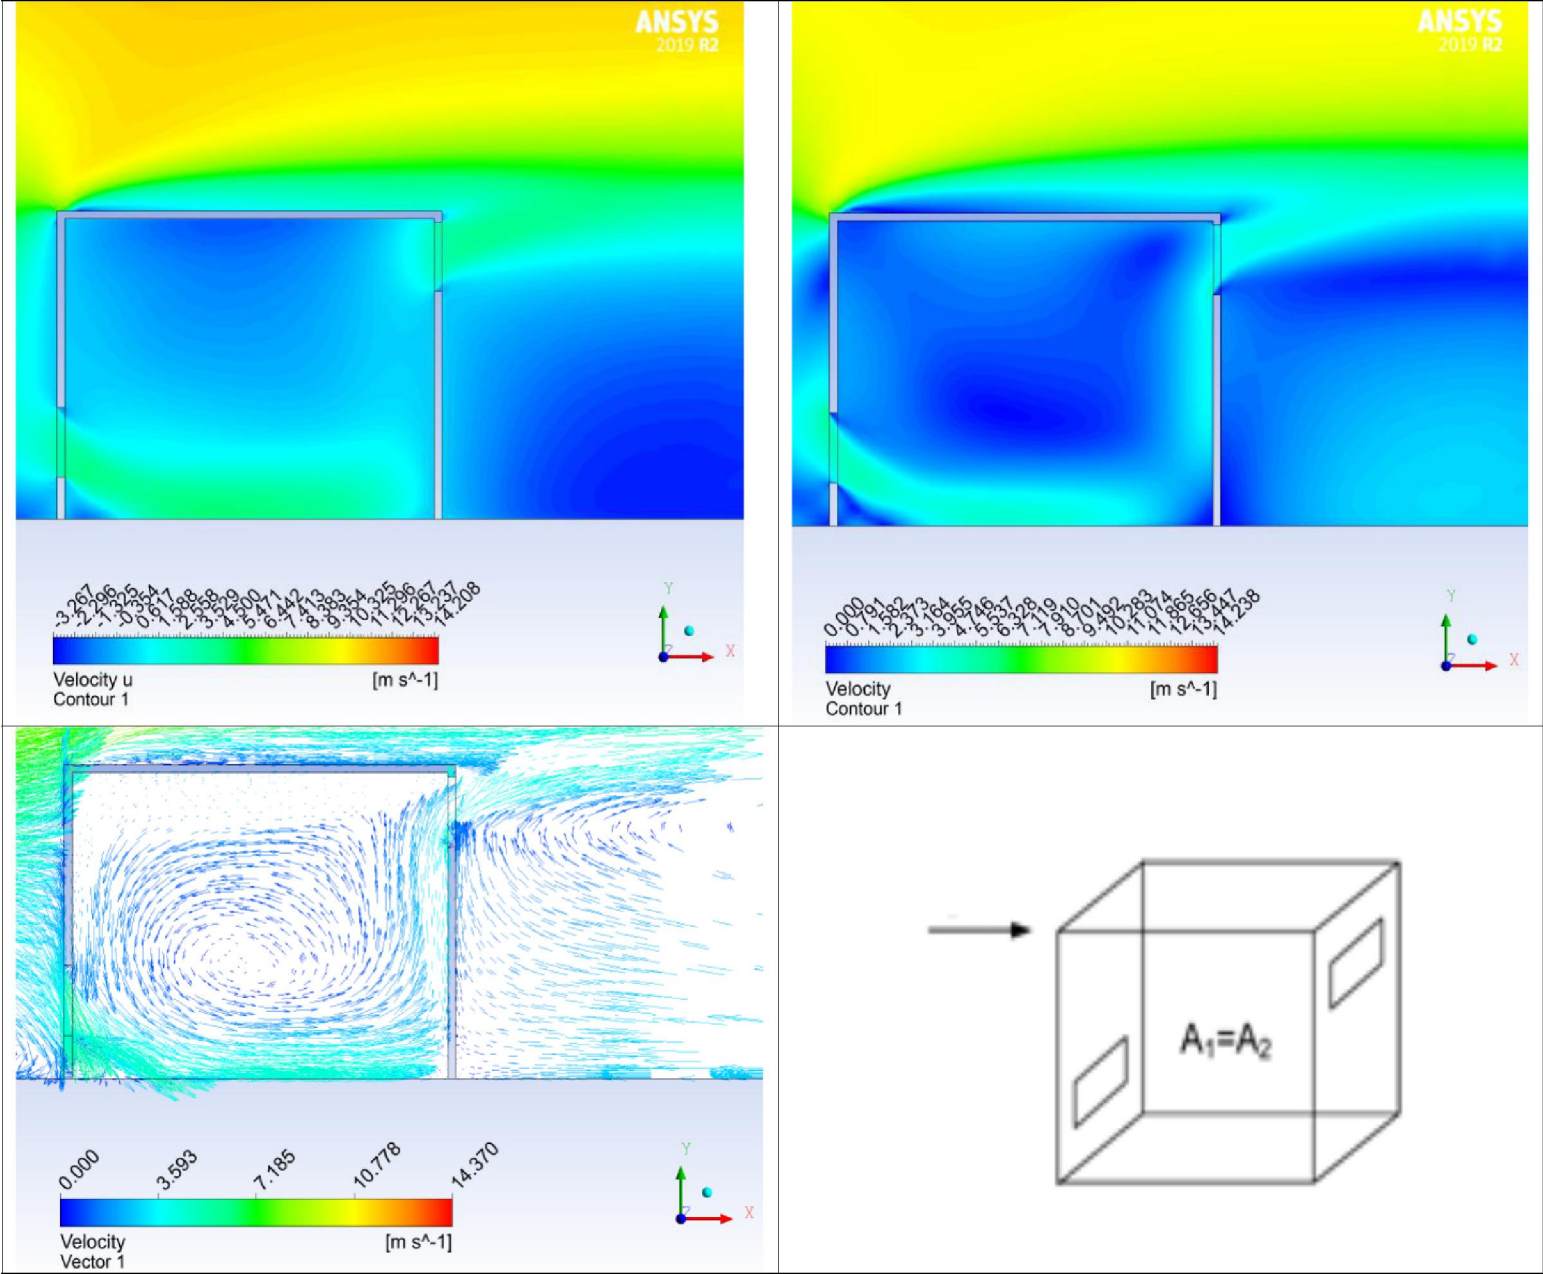 ANSYS
2019 R2
-3.267
-2.296
-1.325
-0.354
0.617
1.588
2.558
3.529
4.500
5.471
6.442
7.413
8.383
9.354
10.325
11.296
12.267
13.237
14.208
Velocity u
Contour 1
[m s^-1]
Y
Z
X
ANSYS
2019 R2
0.000
0.791
1.582
2.373
3.164
3.955
4.746
5.537
6.328
7.119
7.910
8.701
9.492
10.283
11.074
11.865
12.656
13.447
14.238
Velocity
Contour 1
[m s^-1]
Y
Z
X
0.000
3.593
7.185
10.778
14.370
Velocity
Vector 1
[m s^-1]
Y
Z
X
A₁=A₂